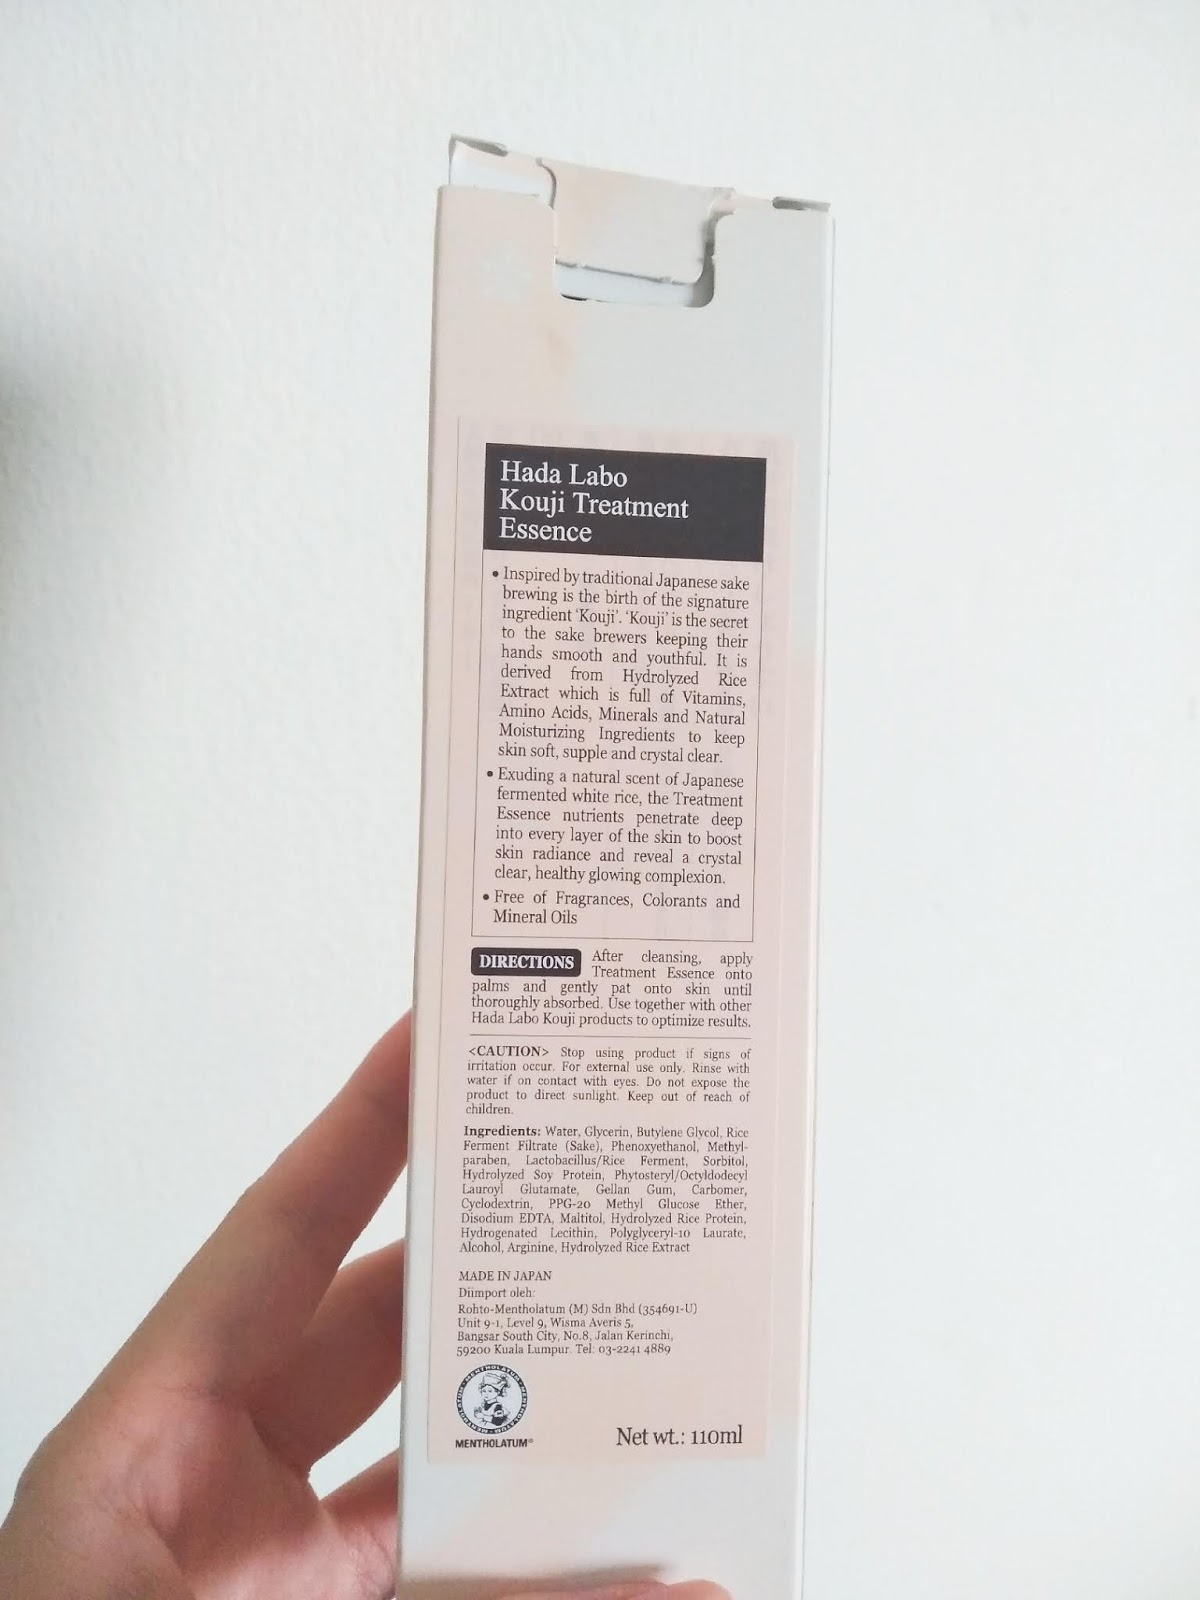 Hada Labo
Kouji Treatment
Essence
• Inspired by traditional Japanese sake
brewing is the birth of the signature
ingredient 'Kouji'. 'Kouji' is the secret
to the sake brewers keeping their
hands smooth and youthful. It is
derived from Hydrolyzed Rice
Extract which is full of Vitamins,
Amino Acids, Minerals and Natural
Moisturizing Ingredients to keep
skin soft, supple and crystal clear.
• Exuding a natural scent of Japanese
fermented white rice, the Treatment
Essence nutrients penetrate deep
into every layer of the skin to boost
skin radiance and reveal a crystal
clear, healthy glowing complexion.
• Free of Fragrances, Colorants and
Mineral Oils
DIRECTIONS After cleansing, apply
Treatment Essence onto
palms and gently pat onto skin until
thoroughly absorbed. Use together with other
Hada Labo Kouji products to optimize results.
<CAUTION> Stop using product if signs of
irritation occur. For external use only. Rinse with
water if on contact with eyes. Do not expose the
product to direct sunlight. Keep out of reach of
children.
Ingredients: Water, Glycerin, Butylene Glycol, Rice
Ferment Filtrate (Sake), Phenoxyethanol, Methyl-
paraben, Lactobacillus/Rice Ferment, Sorbitol,
Hydrolyzed Soy Protein, Phytosteryl/Octyldodecyl
Lauroyl Glutamate, Gellan Gum, Carbomer,
Cyclodextrin, PPG-20 Methyl Glucose Ether,
Disodium EDTA, Maltitol, Hydrolyzed Rice Protein,
Hydrogenated Lecithin, Polyglyceryl-10 Laurate,
Alcohol, Arginine, Hydrolyzed Rice Extract
MADE IN JAPAN
Diimport oleh:
Rohto-Mentholatum (M) Sdn Bhd (354691-U)
Unit 9-1, Level 9, Wisma Averis 5,
Bangsar South City, No.8, Jalan Kerinchi,
59200 Kuala Lumpur. Tel: 03-2241 4889
MENTHOLATUM®
Net wt.: 110ml